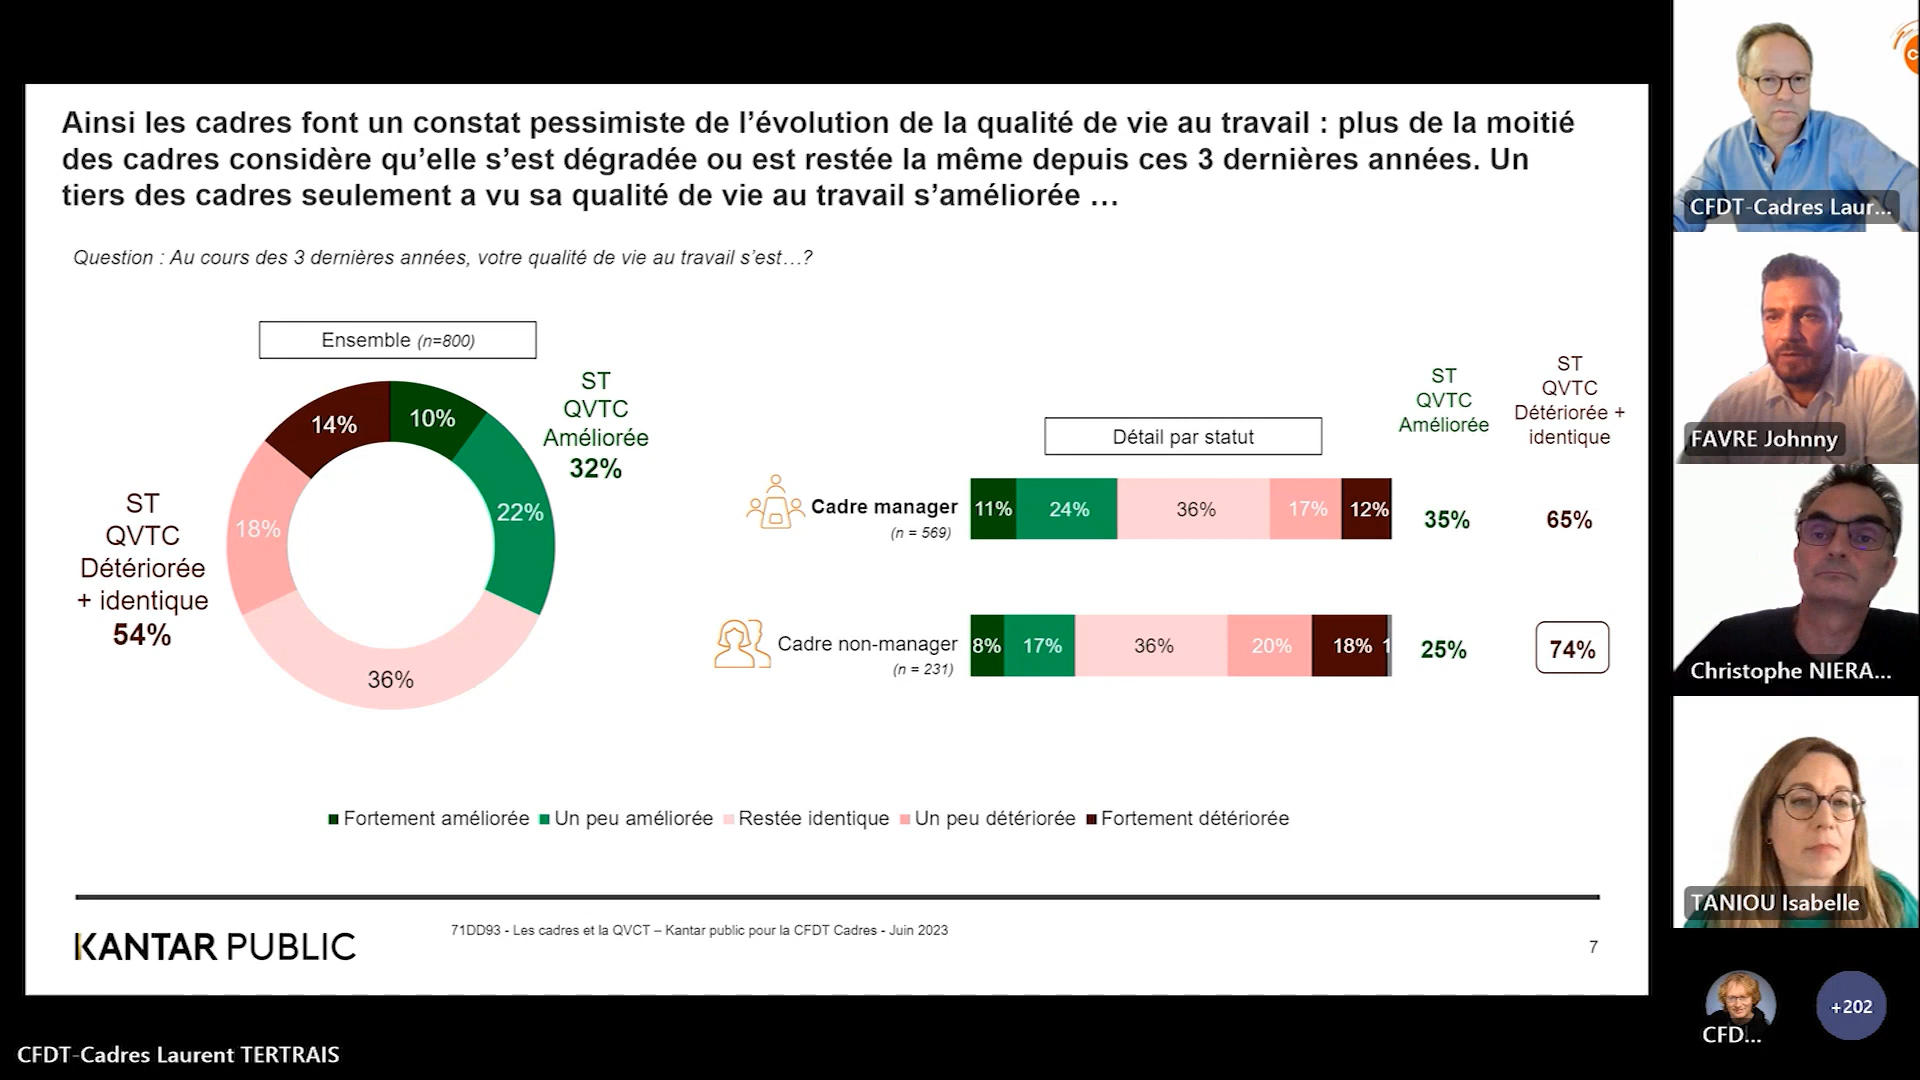 Ainsi les cadres font un constat pessimiste de l’évolution de la qualité de vie au travail : plus de la moitié
des cadres considère qu’elle s’est dégradée ou est restée la même depuis ces 3 dernières années. Un
tiers des cadres seulement a vu sa qualité de vie au travail s’améliorée …
Question : Au cours des 3 dernières années, votre qualité de vie au travail s’est…?
Ensemble (n=800)
ST
QVTC
Améliorée
32%
14%
10%
22%
18%
36%
ST
QVTC
Détériorée
+ identique
54%
Détail par statut
ST
QVTC
Améliorée
ST
QVTC
Détériorée +
identique
Cadre manager
(n = 569)
11% 24% 36% 17% 12%
35%
65%
Cadre non-manager
(n = 231)
8% 17% 36% 20% 18% 1
25%
74%
Fortement améliorée Un peu améliorée Restée identique Un peu détériorée Fortement détériorée
KANTAR PUBLIC
71DD93 - Les cadres et la QVCT – Kantar public pour la CFDT Cadres - Juin 2023
7
CFDT-Cadres Laurent TERTRAIS
C
CFDT-Cadres Laur...
FAVRE Johnny
Christophe NIERA...
TANIOU Isabelle
CFD...
+202